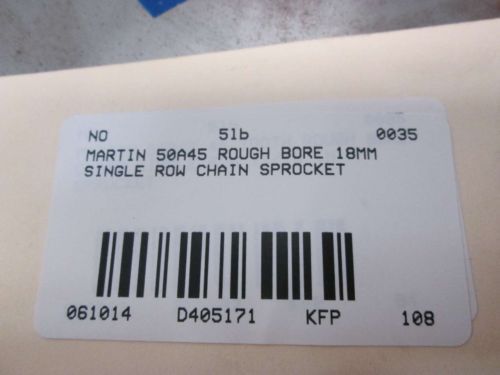 NO 51b 0035
MARTIN 50A45 ROUGH BORE 18MM
SINGLE ROW CHAIN SPROCKET
061014 D405171 KFP 108